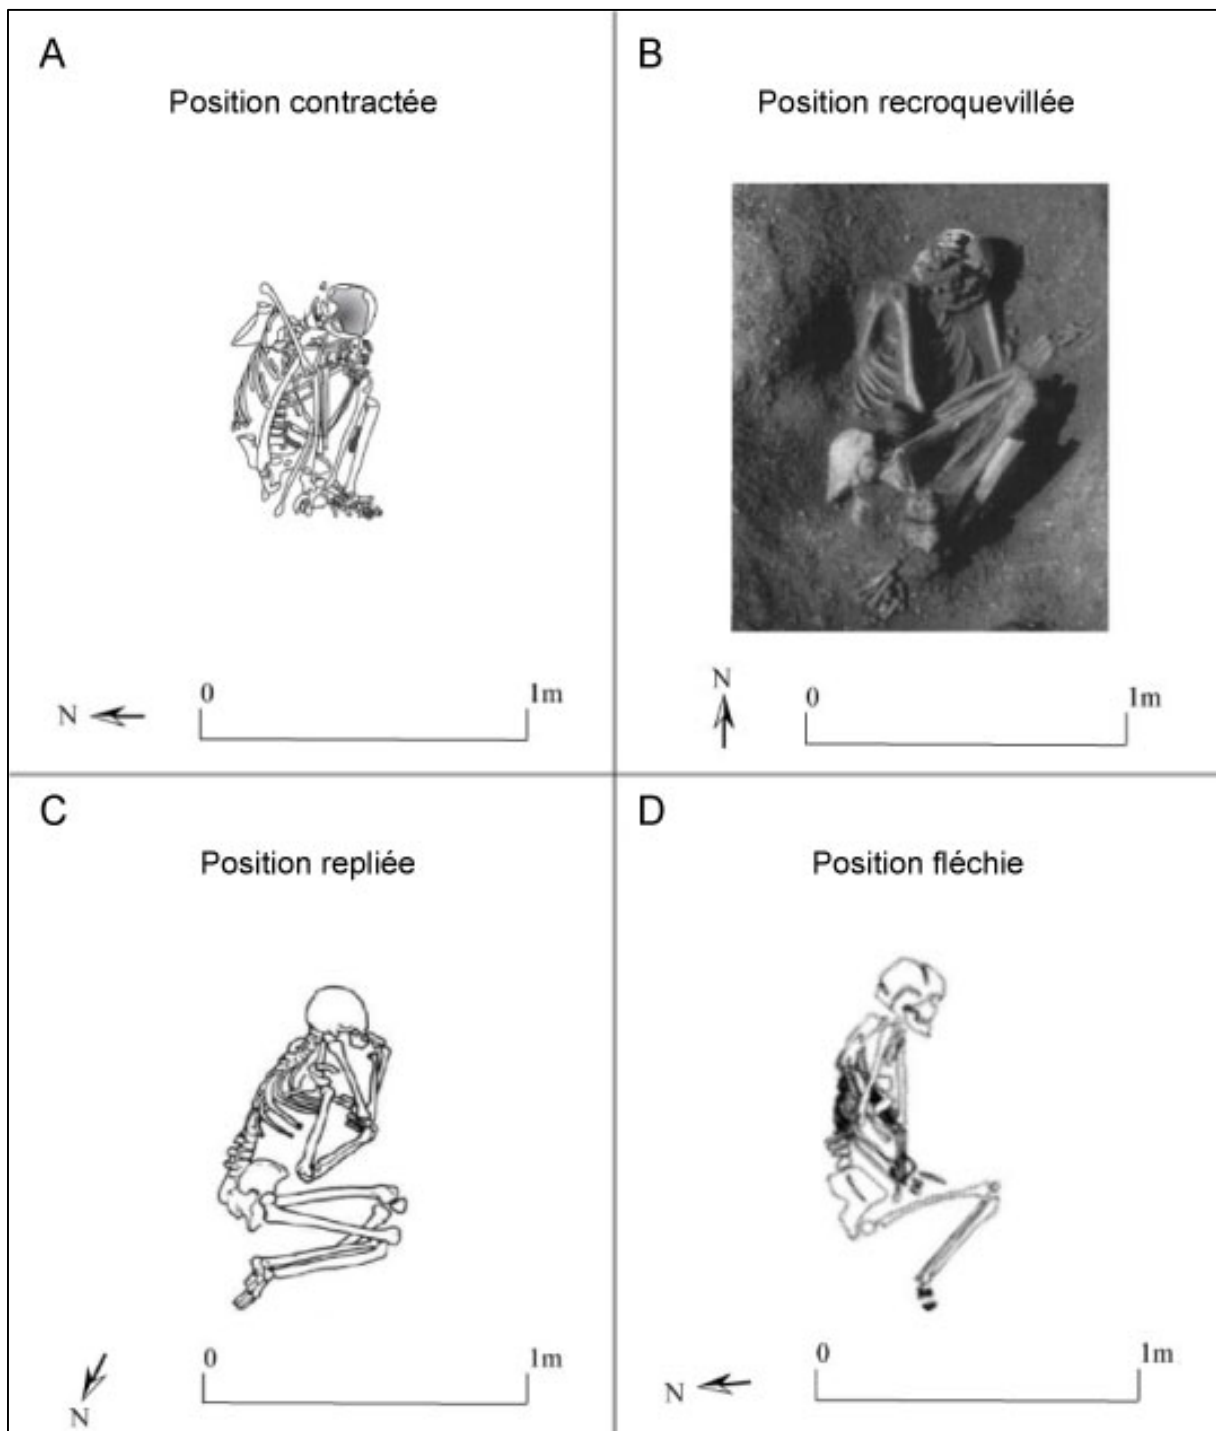 A
Position contractée
N
0 1m
B
Position recroquevillée
N
0 1m
C
Position repliée
N
0 1m
D
Position fléchie
N
0 1m